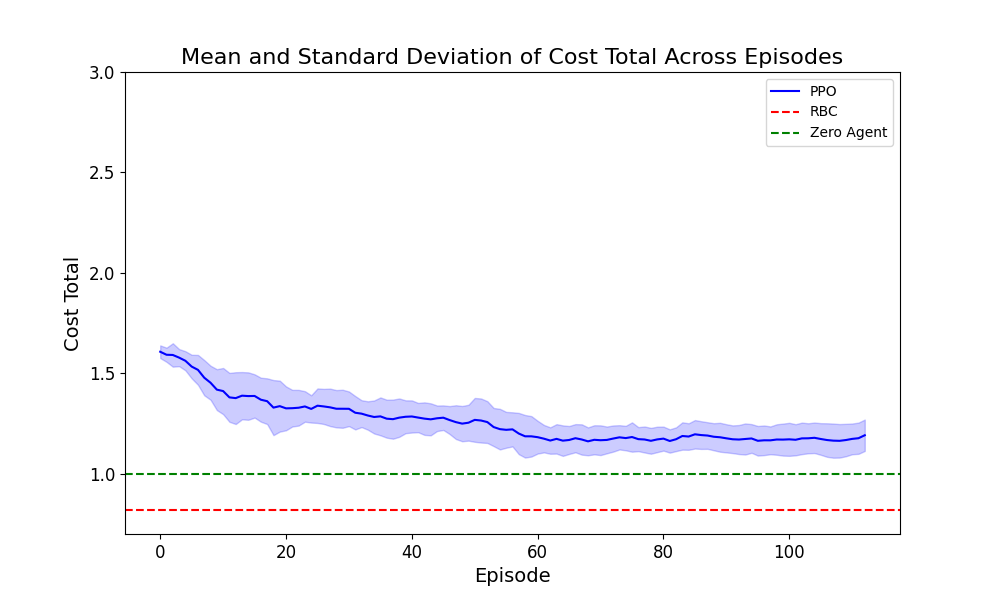 Mean and Standard Deviation of Cost Total Across Episodes
3.0
2.5
2.0
1.5
1.0
Cost Total
PPO
RBC
Zero Agent
0 20 40 60 80 100
Episode